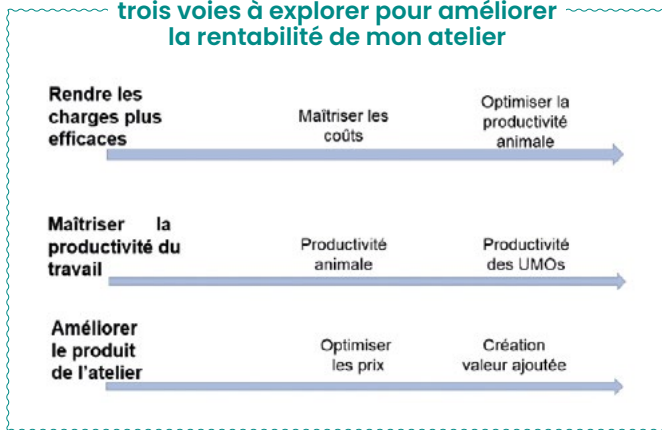 trois voies à explorer pour améliorer
la rentabilité de mon atelier
Rendre les
charges plus
efficaces
Maîtriser les
coûts
Optimiser la
productivité
animale
Maîtriser la
productivité du
travail
Productivité
animale
Productivité
des UMOs
Améliorer
le produit
de l'atelier
Optimiser
les prix
Création
valeur ajoutée